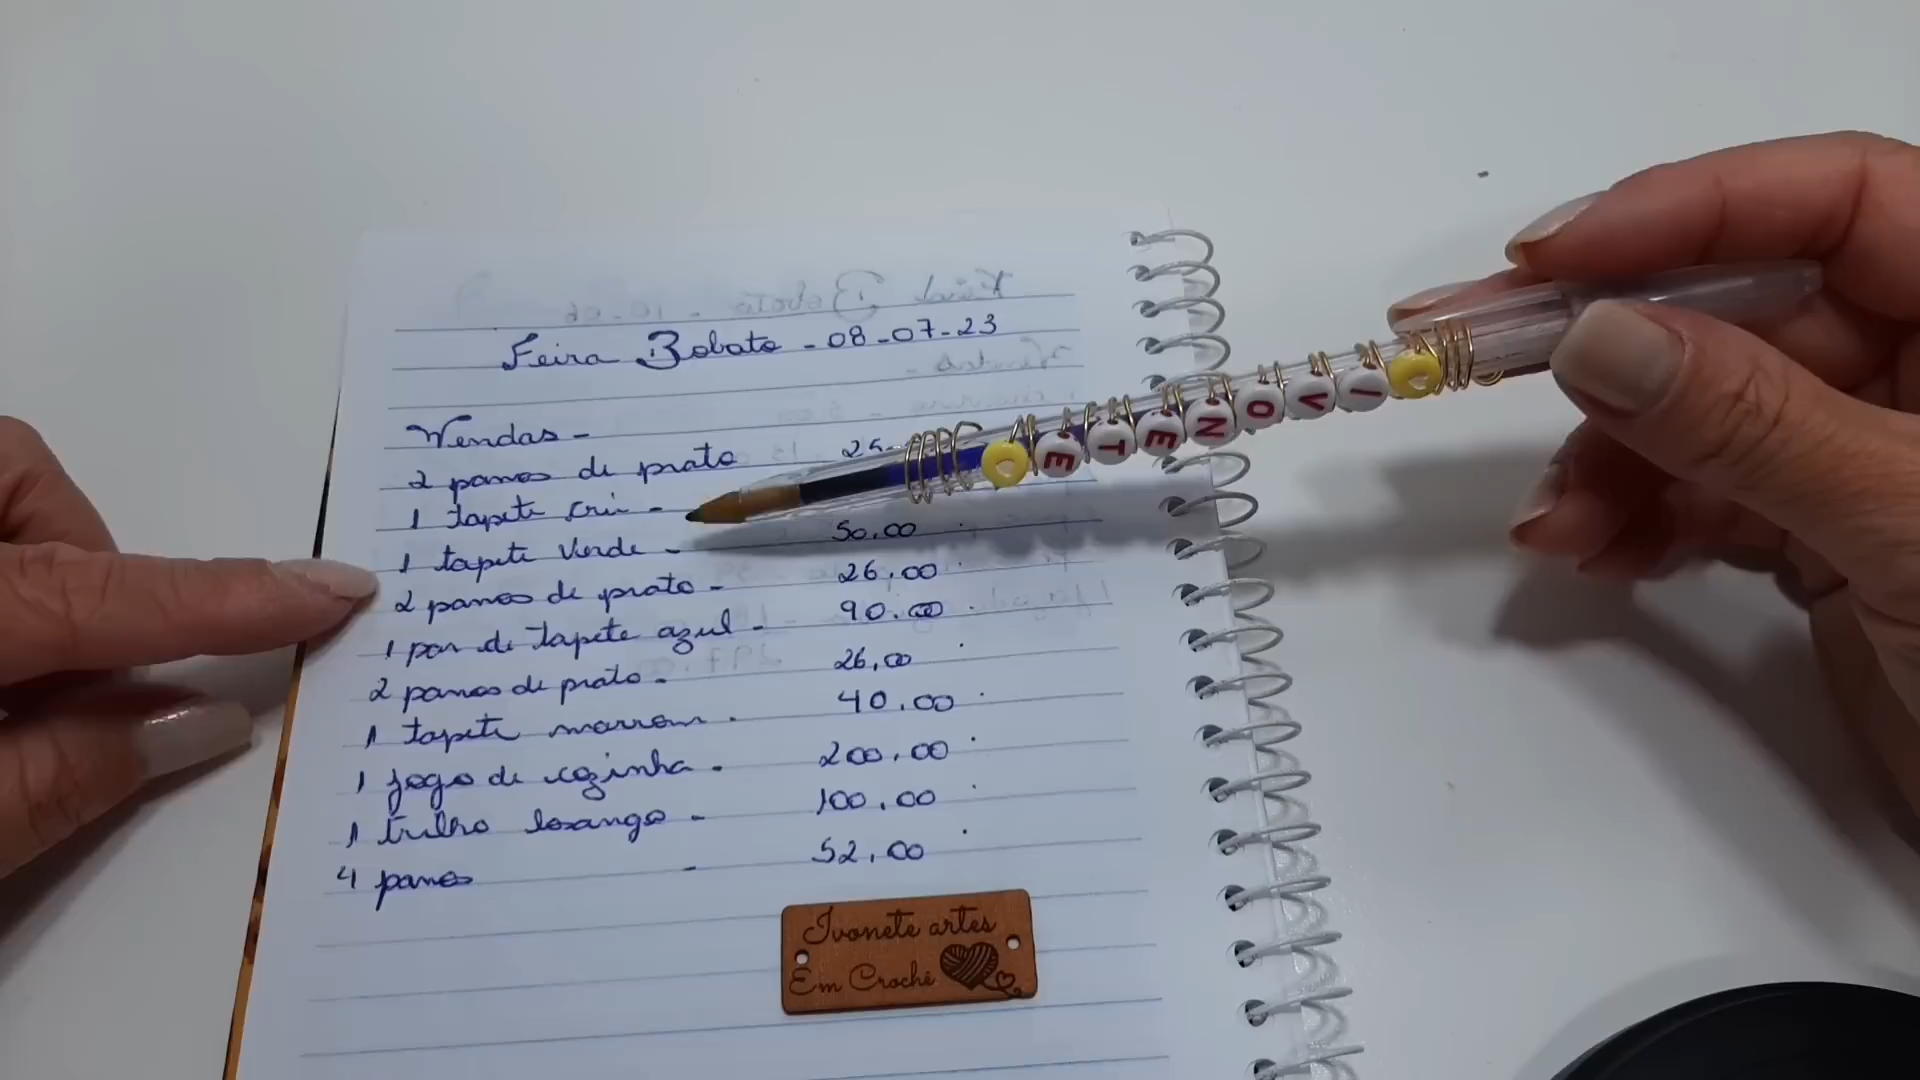 Feira Bobato - 08-07-23
Vendas -
2 panos de prato
1 tapete cru -
1 tapete verde - 50.00
2 panos de prato - 26.00
1 par de tapete azul - 90.00
2 panos de prato - 26,00
1 tapete marrom - 40.00
1 jogo de cozinha - 200.00
1 trilho losango - 100.00
4 panos - 52,00
IVONETE
Ivonete artes
Em Crochê